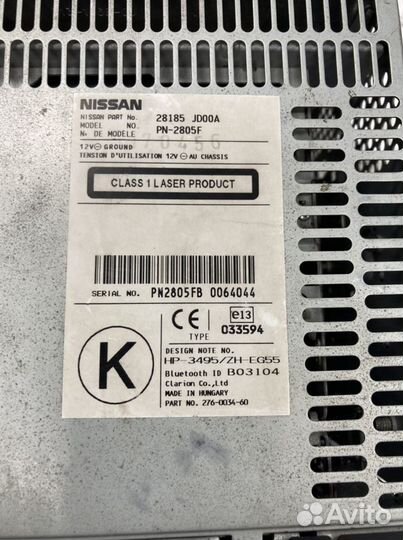 NISSAN
NISSAN PART No. 28185 JD00A
MODEL NO. PN-2805F
No. DE MODELE
12V⊖GROUND
TENSION D'UTILISATION 12V ⊖ AU CHASSIS
CLASS 1 LASER PRODUCT
SERIAL NO. PN2805FB 0064044
CE e13
TYPE 033594
K
DESIGN NOTE NO.
HP-3495/ZH-EG55
Bluetooth ID B03104
Clarion Co.,Ltd
MADE IN HUNGARY
PART NO. 276-0034-60
Avito